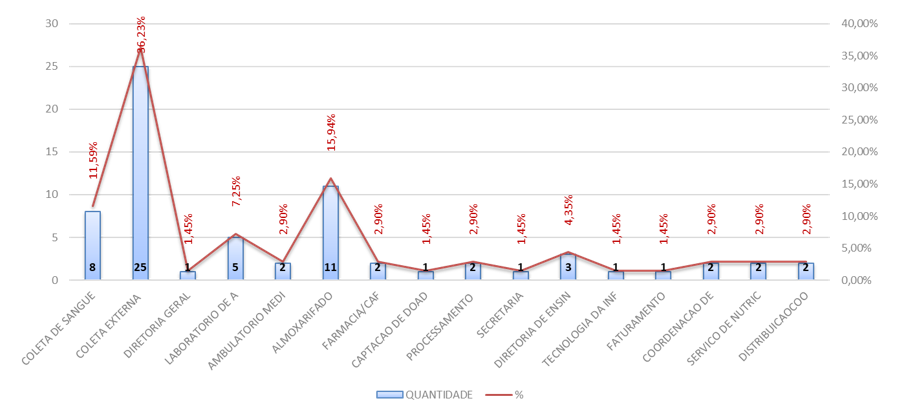 30
25
20
15
10
5
0
40,00%
35,00%
30,00%
25,00%
20,00%
15,00%
10,00%
5,00%
0,00%
11,59%
36,23%
1,45%
7,25%
2,90%
15,94%
2,90%
1,45%
2,90%
1,45%
4,35%
1,45%
1,45%
2,90%
2,90%
2,90%
8
25
1
5
2
11
2
1
2
1
3
1
1
2
2
2
COLETA DE SANGUE
COLETA EXTERNA
DIRETORIA GERAL
LABORATORIO DE A
AMBULATORIO MEDI
ALMOXARIFADO
FARMACIA/CAF
CAPTACAO DE DOAD
PROCESSAMENTO
SECRETARIA
DIRETORIA DE ENSIN
TECNOLOGIA DA INF
FATURAMENTO
COORDENACAO DE
SERVICO DE NUTRIC
DISTRIBUICAOCOO
QUANTIDADE
%